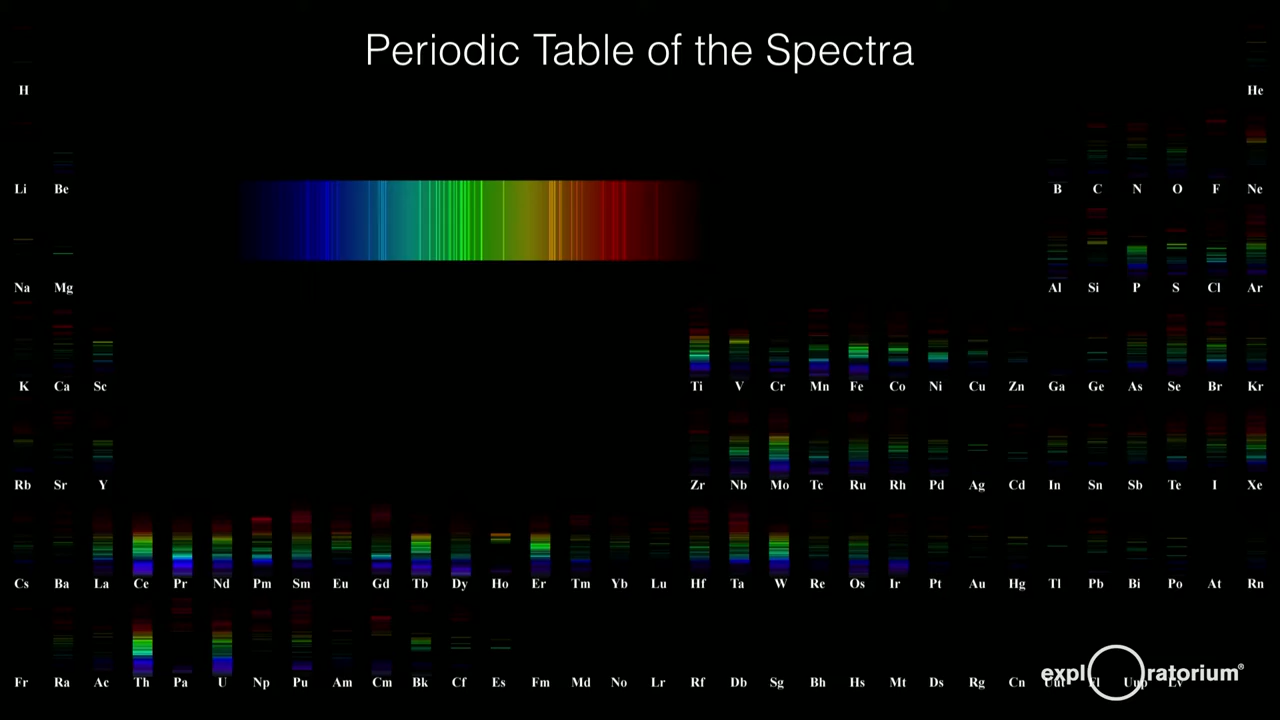 Periodic Table of the Spectra
H He
Li Be B C N O F Ne
Na Mg Al Si P S Cl Ar
K Ca Sc Ti V Cr Mn Fe Co Ni Cu Zn Ga Ge As Se Br Kr
Rb Sr Y Zr Nb Mo Tc Ru Rh Pd Ag Cd In Sn Sb Te I Xe
Cs Ba La Ce Pr Nd Pm Sm Eu Gd Tb Dy Ho Er Tm Yb Lu Hf Ta W Re Os Ir Pt Au Hg Tl Pb Bi Po At Rn
Fr Ra Ac Th Pa U Np Pu Am Cm Bk Cf Es Fm Md No Lr Rf Db Sg Bh Hs Mt Ds Rg Cn Uut Fl Uup Lv
explOratorium®